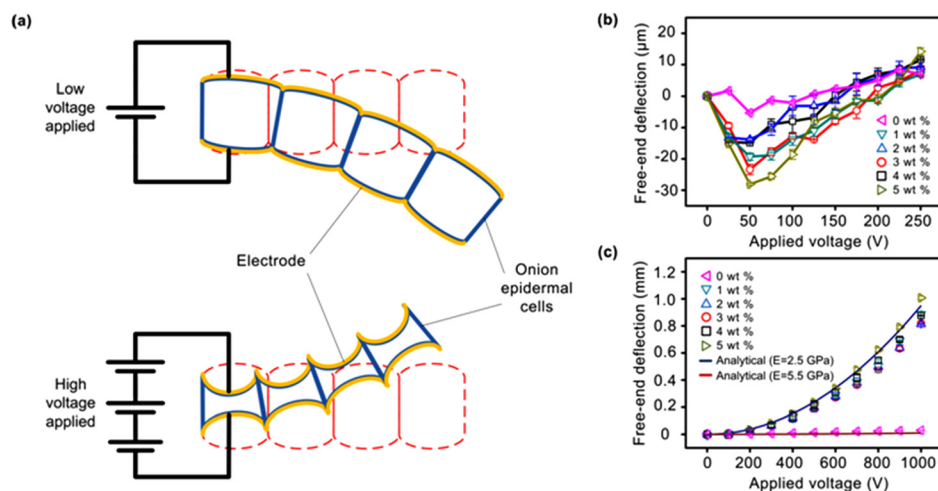 (a)
Low
voltage
applied
Electrode
Onion
epidermal
cells
High
voltage
applied
(b)
Free-end deflection (μm)
20
10
0
-10
-20
-30
0 wt %
1 wt %
2 wt %
3 wt %
4 wt %
5 wt %
0 50 100 150 200 250
Applied voltage (V)
(c)
Free-end deflection (mm)
1.2
1.0
0.8
0.6
0.4
0.2
0
0 wt %
1 wt %
2 wt %
3 wt %
4 wt %
5 wt %
Analytical (E=2.5 GPa)
Analytical (E=5.5 GPa)
0 200 400 600 800 1000
Applied voltage (V)